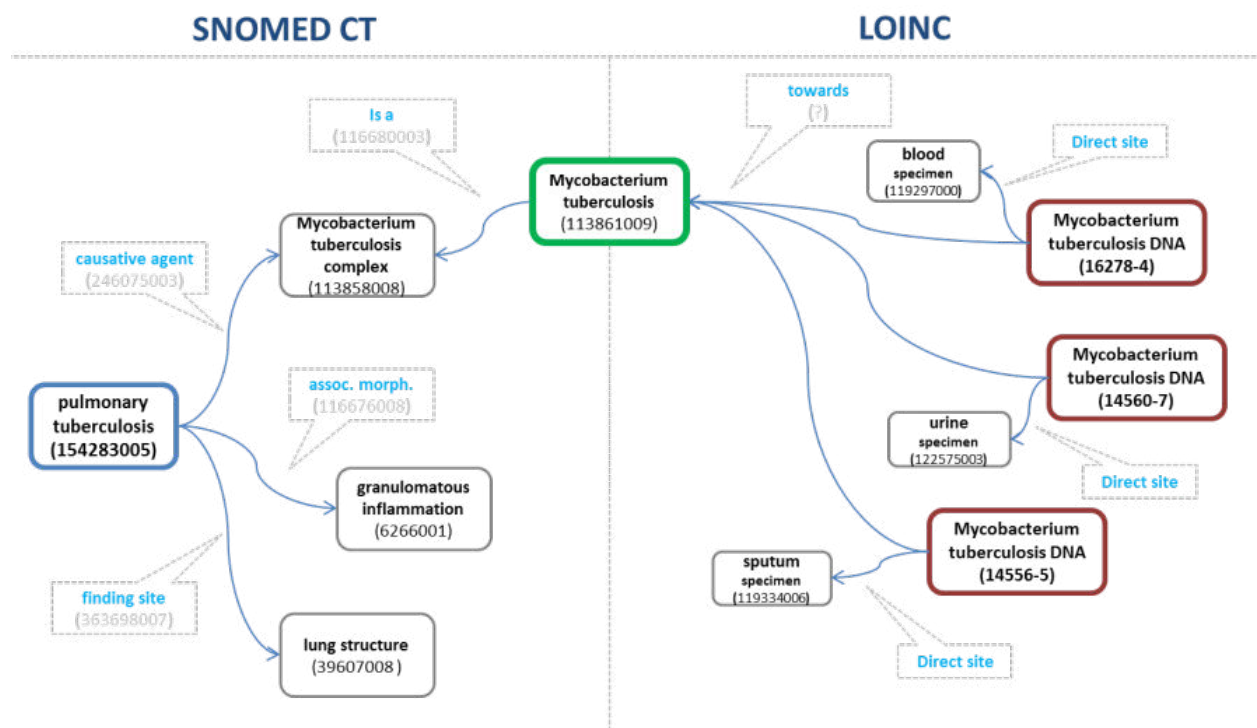 SNOMED CT
LOINC
Is a
(116680003)
towards
(?)
Mycobacterium
tuberculosis
(113861009)
blood
specimen
(119297000)
Direct site
Mycobacterium
tuberculosis DNA
(16278-4)
Mycobacterium
tuberculosis
complex
(113858008)
causative agent
(246075003)
assoc. morph.
(116676008)
pulmonary
tuberculosis
(154283005)
Mycobacterium
tuberculosis DNA
(14560-7)
urine
specimen
(122575003)
Direct site
granulomatous
inflammation
(6266001)
Mycobacterium
tuberculosis DNA
(14556-5)
sputum
specimen
(119334006)
finding site
(363698007)
lung structure
(39607008 )
Direct site